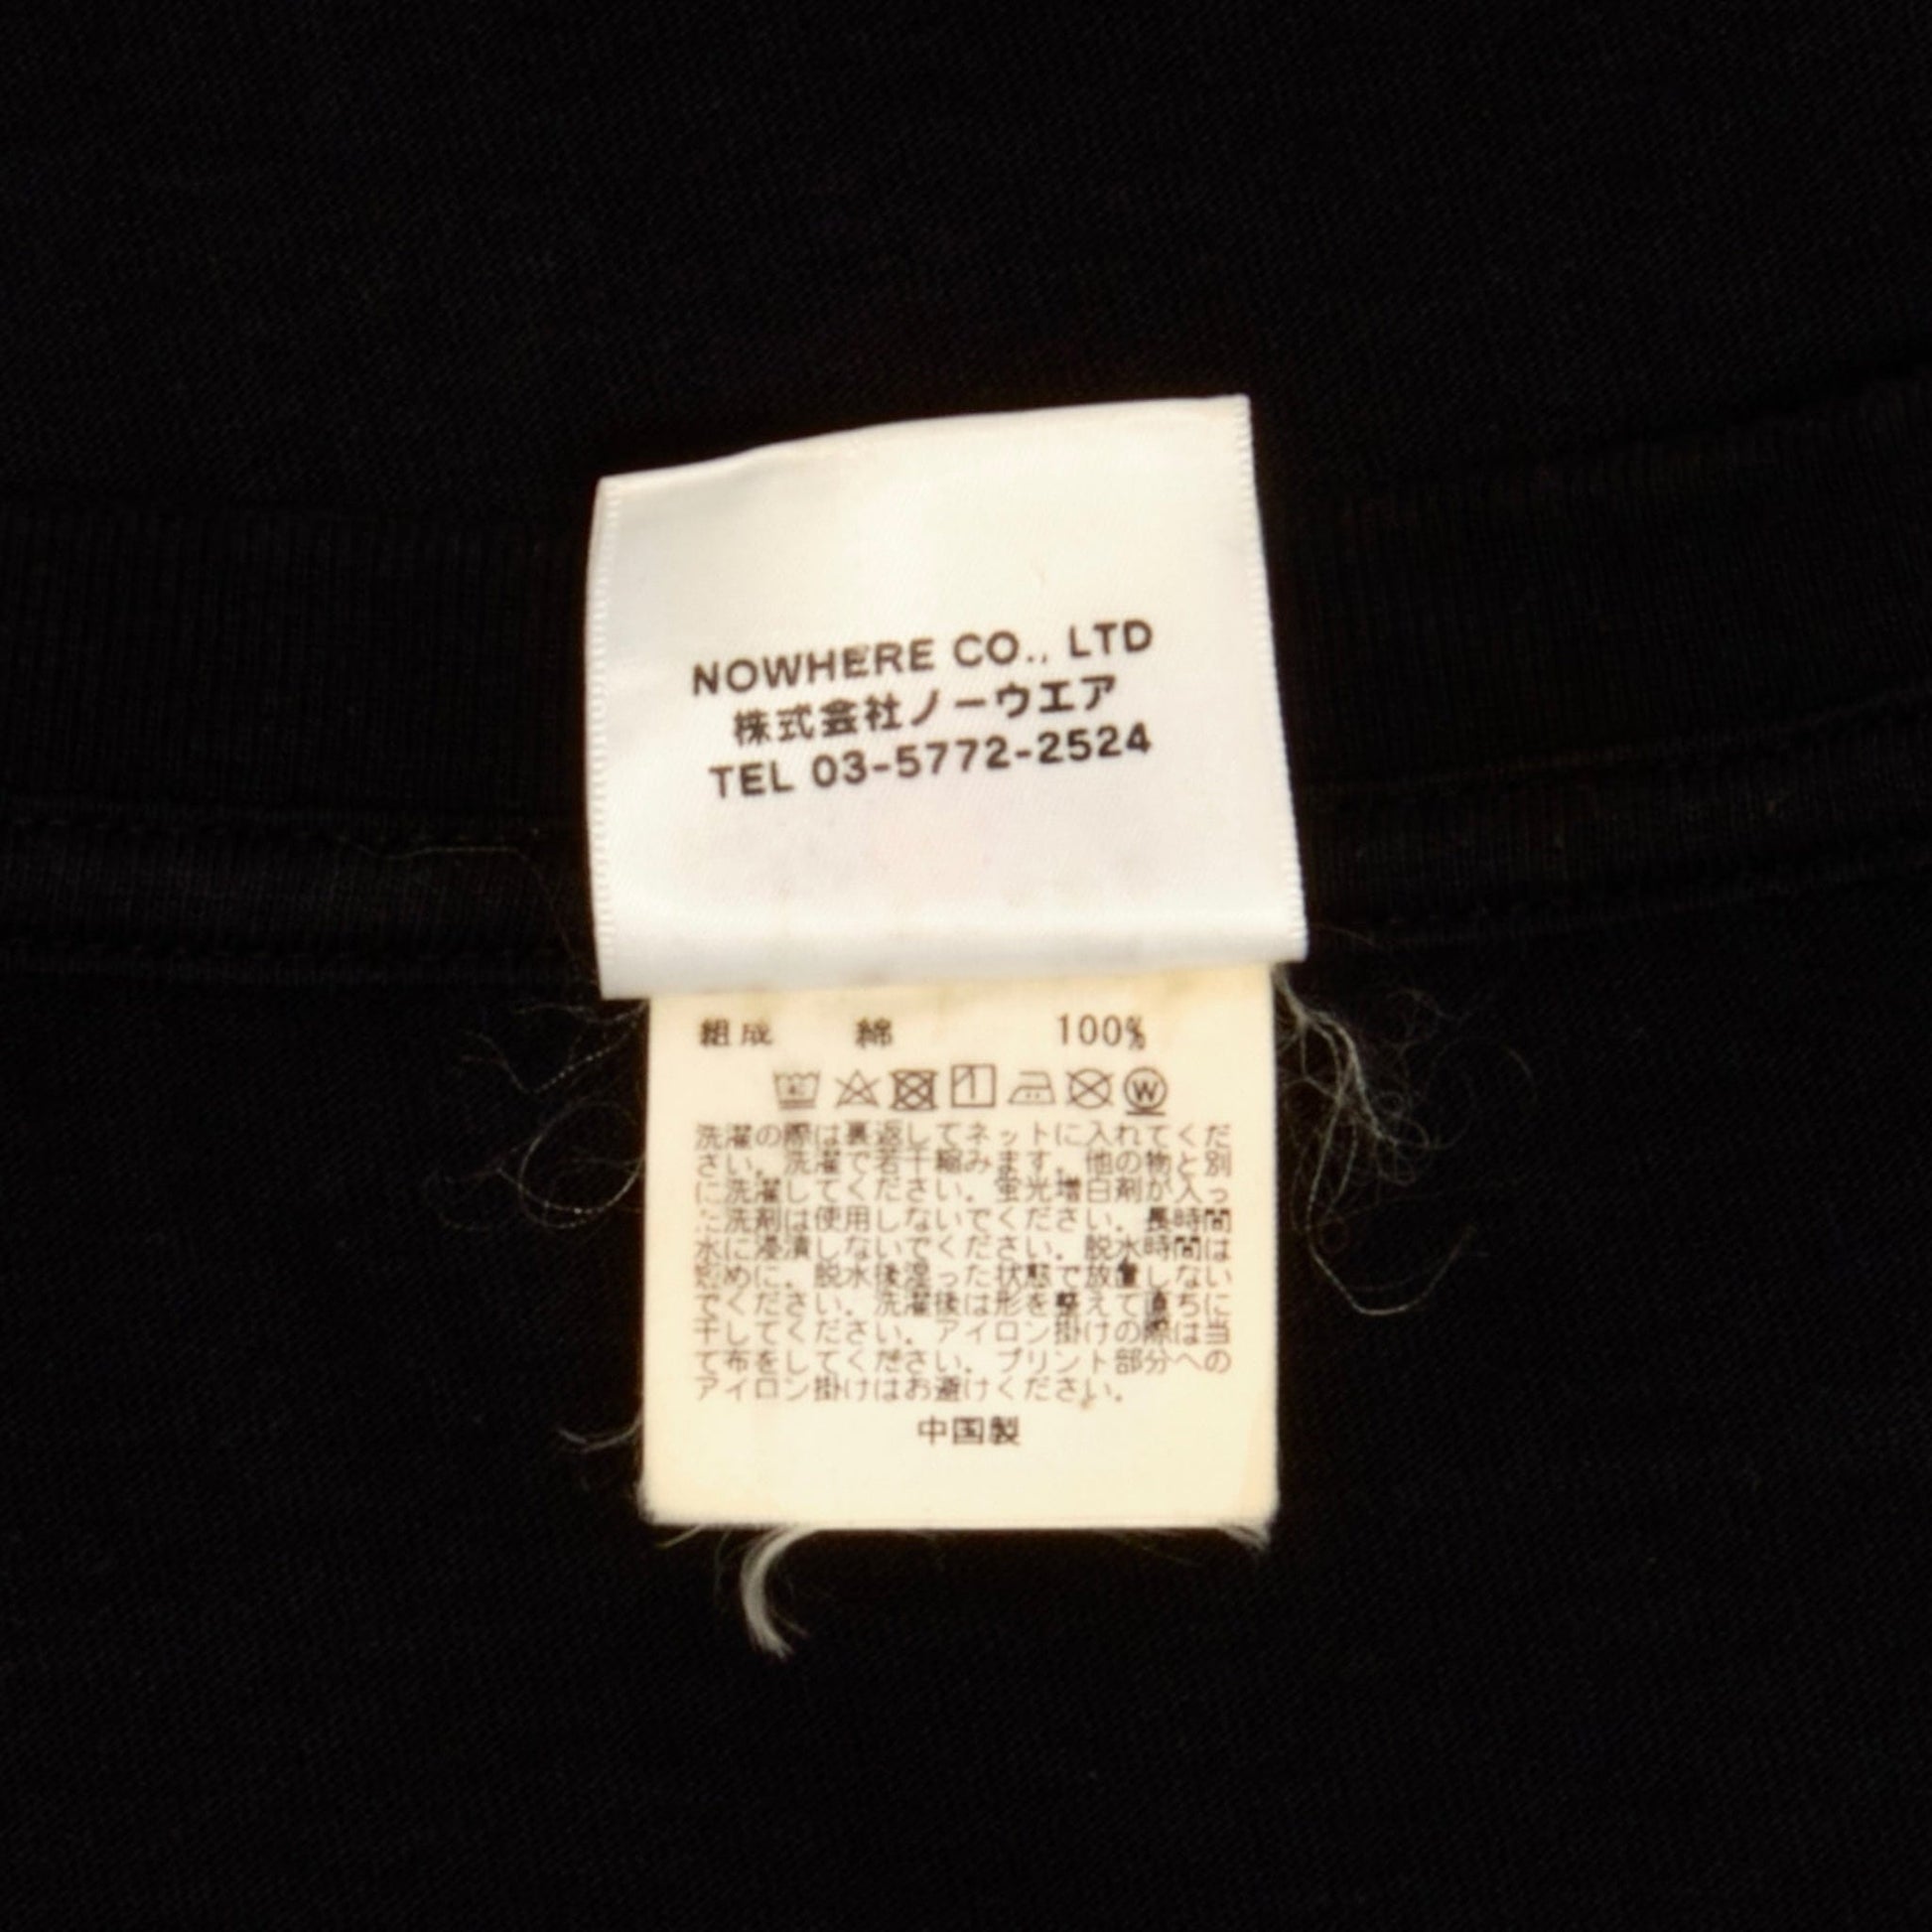 NOWHERE CO., LTD
株式会社ノーウエア
TEL 03-5772-2524
組成 綿 100%
W
洗濯の際は裏返してネットに入れてくだ
さい。洗濯で若干縮みます。他の物と別
に洗濯してください。蛍光増白剤が入っ
た洗剤は使用しないでください。長時間
水に浸漬しないでください。脱水時間は
短めに。脱水後湿った状態で放置しない
でください。洗濯後は形を整えて直ちに
干してください。アイロン掛けの際は当
て布をしてください。プリント部分への
アイロン掛けはお避けください。
中国製